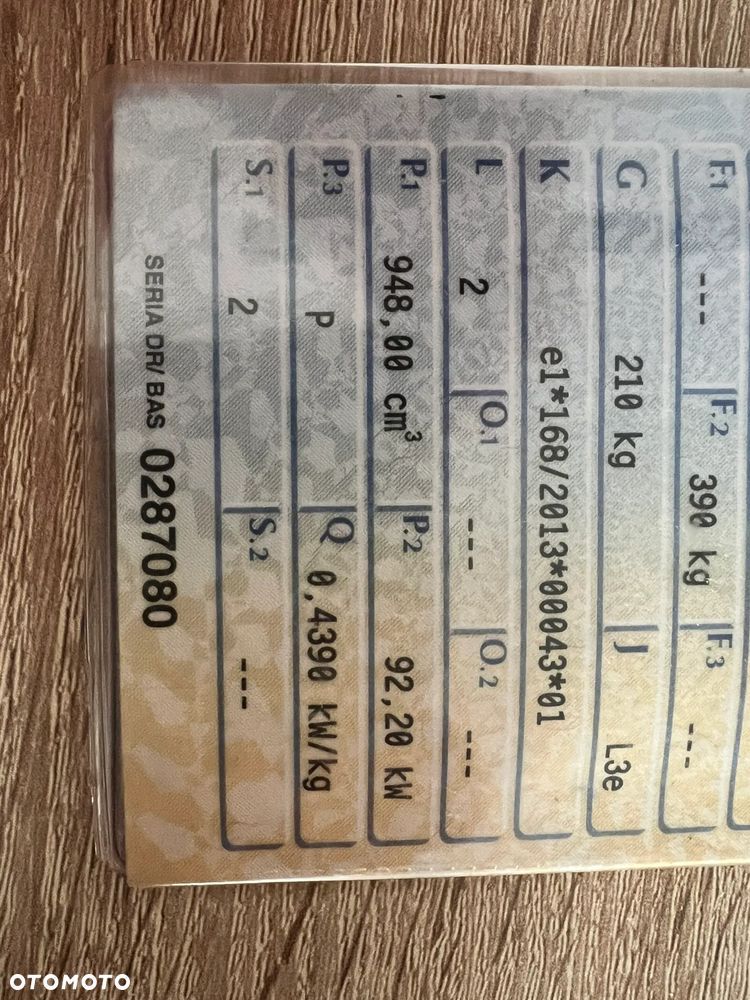 F.1 --- F.2 390 kg F.3 ---
G 210 kg J L3e
K e1*168/2013*00043*01
L 2 O.1 --- O.2 ---
P.1 948,00 cm³ P.2 92,20 kW
P.3 P Q 0,4390 kW/kg
S.1 2 S.2 ---
SERIA DR/ BAS 0287080
OTOMOTO